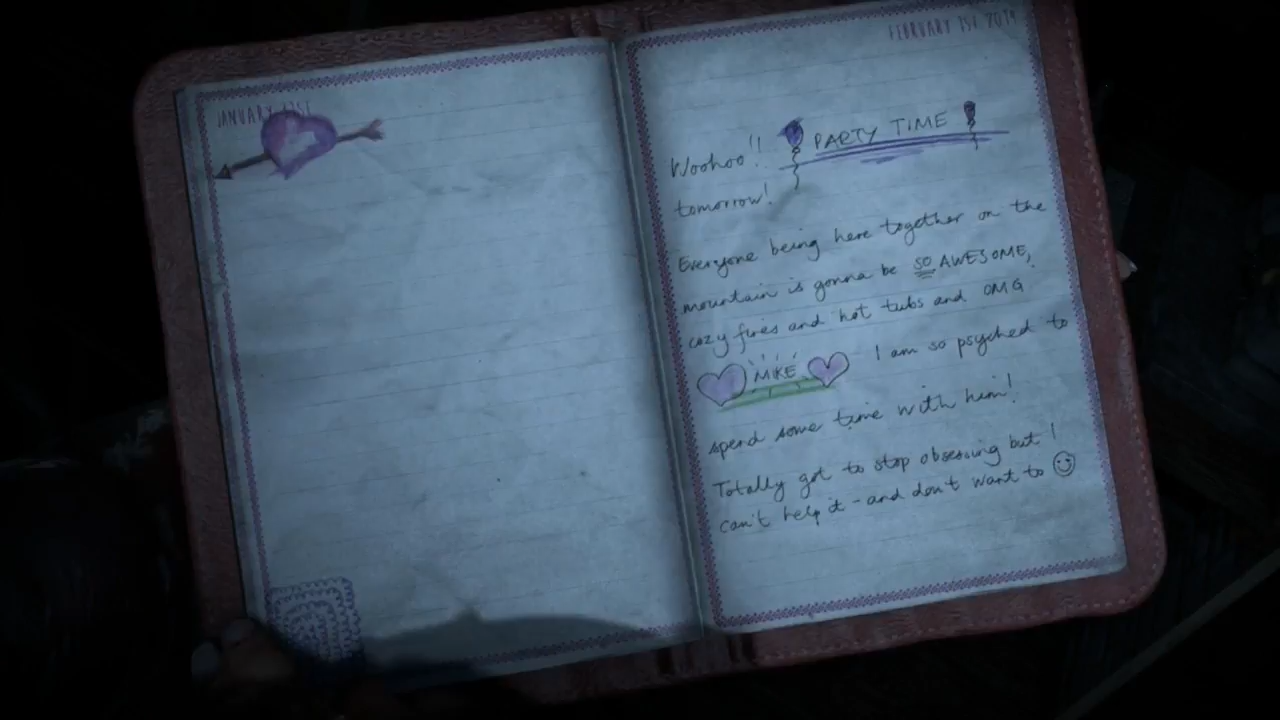 JANUARY 31ST
FEBRUARY 1ST 2014
Woohoo!! PARTY TIME
tomorrow!
Everyone being here together on the
mountain is gonna be SO AWESOME,
cozy fires and hot tubs and OMG
MIKE I am so psyched to
spend some time with him!
Totally got to stop obsessing but I
can't help it - and don't want to